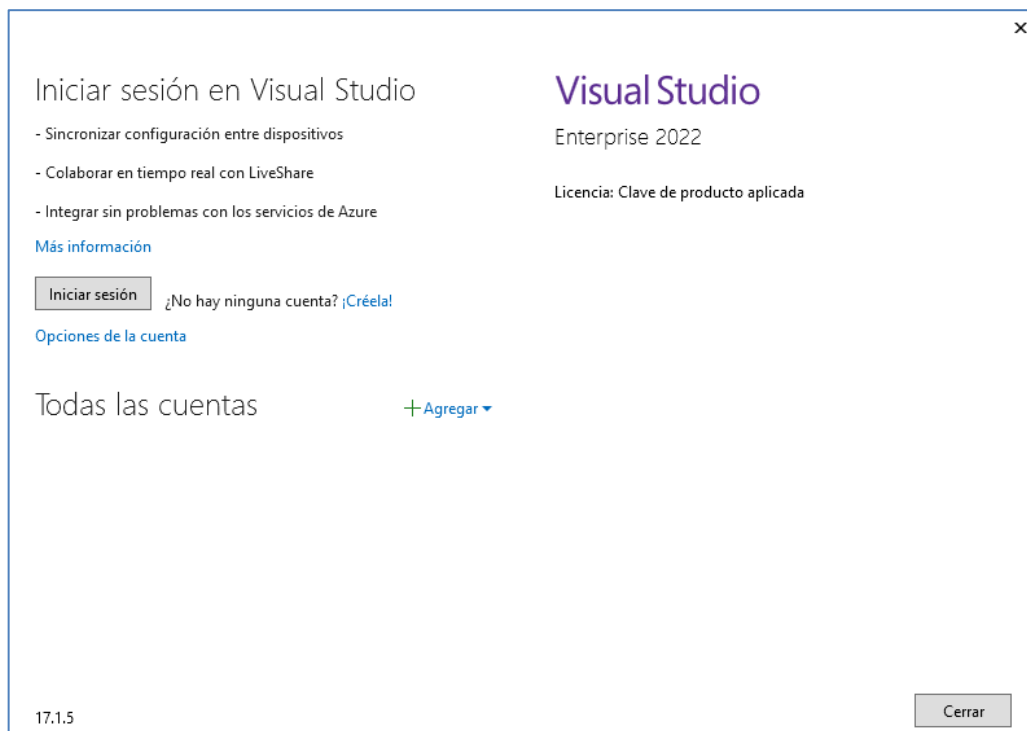 Iniciar sesión en Visual Studio
- Sincronizar configuración entre dispositivos
- Colaborar en tiempo real con LiveShare
- Integrar sin problemas con los servicios de Azure
Más información
Iniciar sesión ¿No hay ninguna cuenta? ¡Créela!
Opciones de la cuenta
Todas las cuentas
Agregar
17.1.5
Visual Studio
Enterprise 2022
Licencia: Clave de producto aplicada
Cerrar